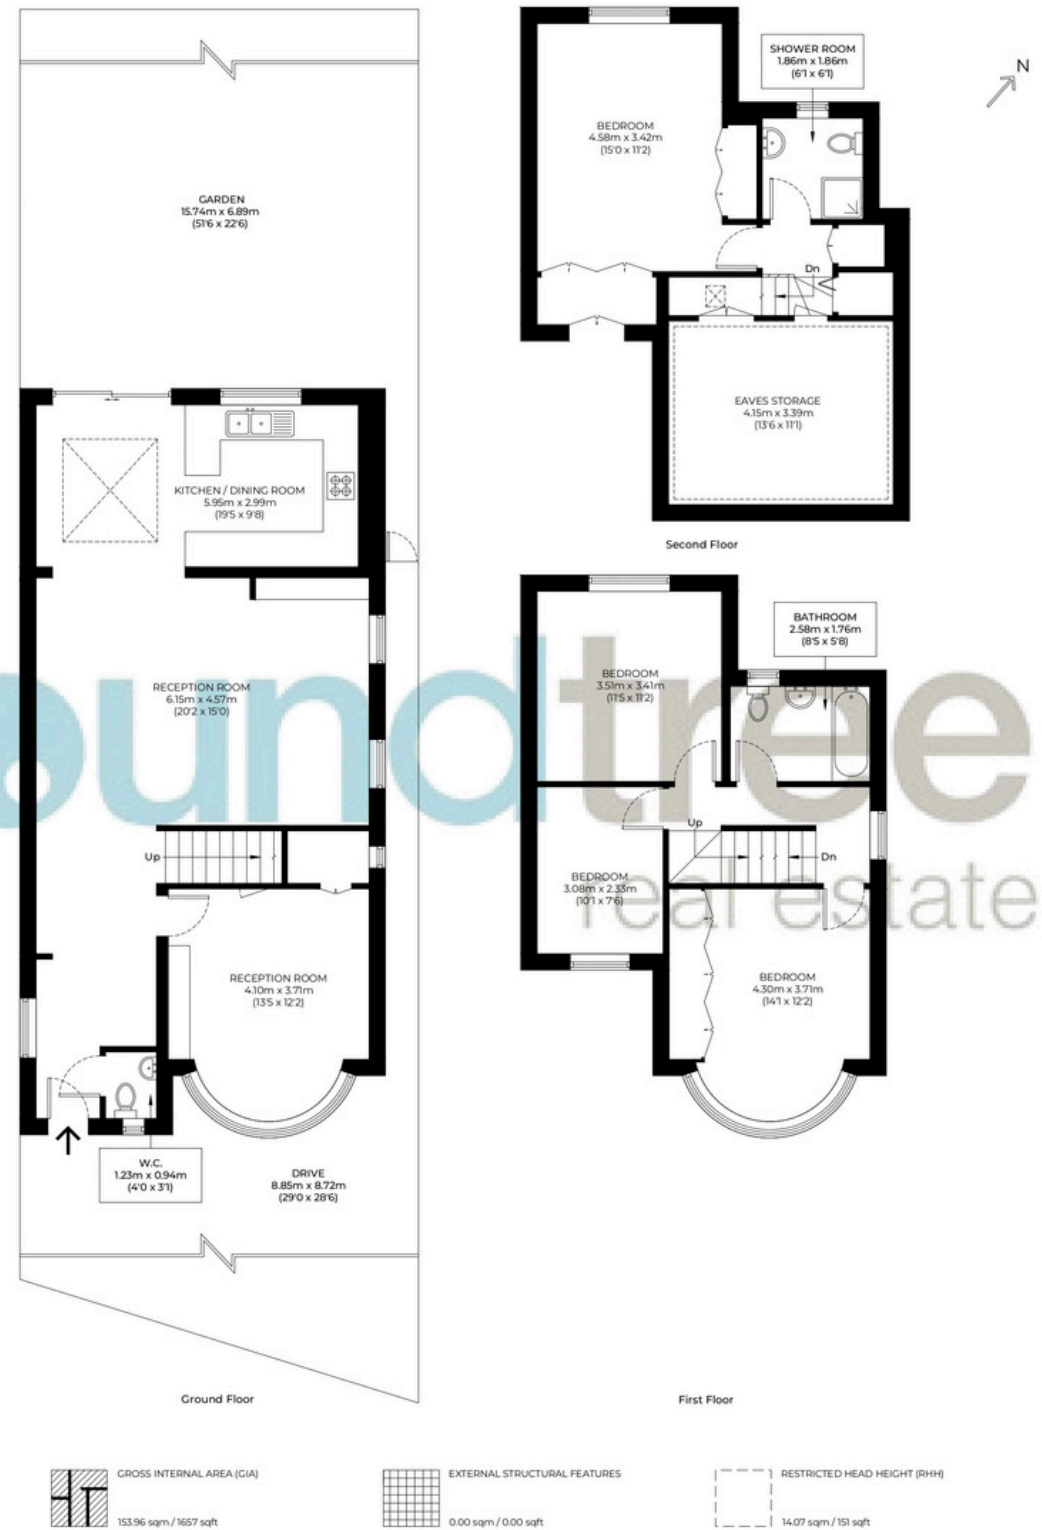 SHOWER ROOM
1.86m x 1.86m
(6'1 x 6'1)
N
BEDROOM
4.58m x 3.42m
(15'0 x 11'2)
GARDEN
15.74m x 6.89m
(51'6 x 22'6)
Dn
EAVES STORAGE
4.15m x 3.39m
(13'6 x 11'1)
KITCHEN / DINING ROOM
5.95m x 2.99m
(19'5 x 9'8)
Second Floor
BATHROOM
2.58m x 1.76m
(8'5 x 5'8)
BEDROOM
3.51m x 3.41m
(11'5 x 11'2)
RECEPTION ROOM
6.15m x 4.57m
(20'2 x 15'0)
oundtree
real estate
Up
Dn
Up
BEDROOM
3.08m x 2.33m
(10'1 x 7'6)
RECEPTION ROOM
4.10m x 3.71m
(13'5 x 12'2)
BEDROOM
4.30m x 3.71m
(14'1 x 12'2)
W.C.
1.23m x 0.94m
(4'0 x 3'1)
DRIVE
8.85m x 8.72m
(29'0 x 28'6)
Ground Floor
First Floor
GROSS INTERNAL AREA (GIA)
153.96 sqm / 1657 sqft
EXTERNAL STRUCTURAL FEATURES
0.00 sqm / 0.00 sqft
RESTRICTED HEAD HEIGHT (RHH)
14.07 sqm / 151 sqft